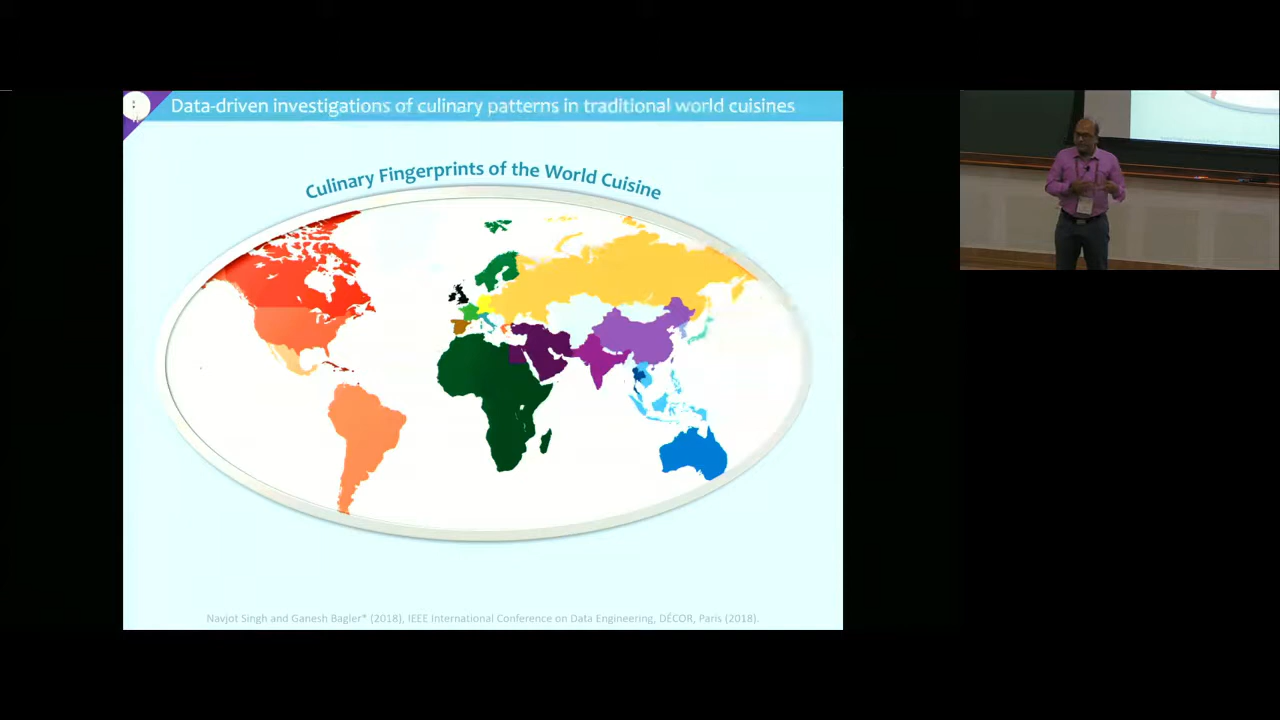 Data-driven investigations of culinary patterns in traditional world cuisines
Culinary Fingerprints of the World Cuisine
Navjot Singh and Ganesh Bagler* (2018), IEEE International Conference on Data Engineering, DÉCOR, Paris (2018).